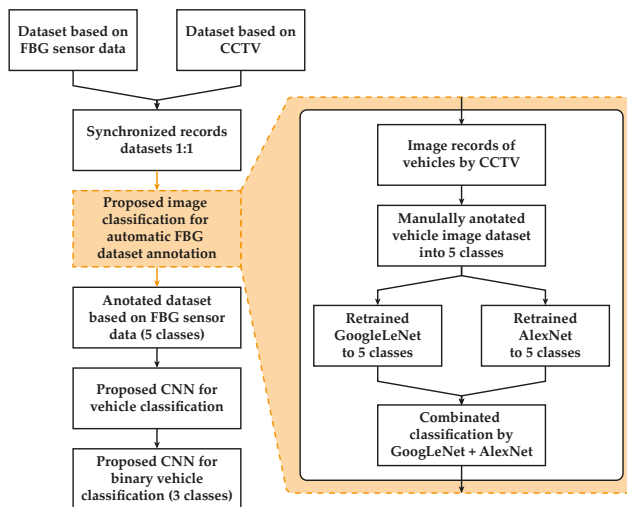 Dataset based on
FBG sensor data
Dataset based on
CCTV
Synchronized records
datasets 1:1
Proposed image
classification for
automatic FBG
dataset annotation
Anotated dataset
based on FBG sensor
data (5 classes)
Proposed CNN for
vehicle classification
Proposed CNN for
binary vehicle
classification (3 classes)
Image records of
vehicles by CCTV
Manulally anotated
vehicle image dataset
into 5 classes
Retrained
GoogleLeNet
to 5 classes
Retrained
AlexNet
to 5 classes
Combinated
classification by
GoogLeNet + AlexNet